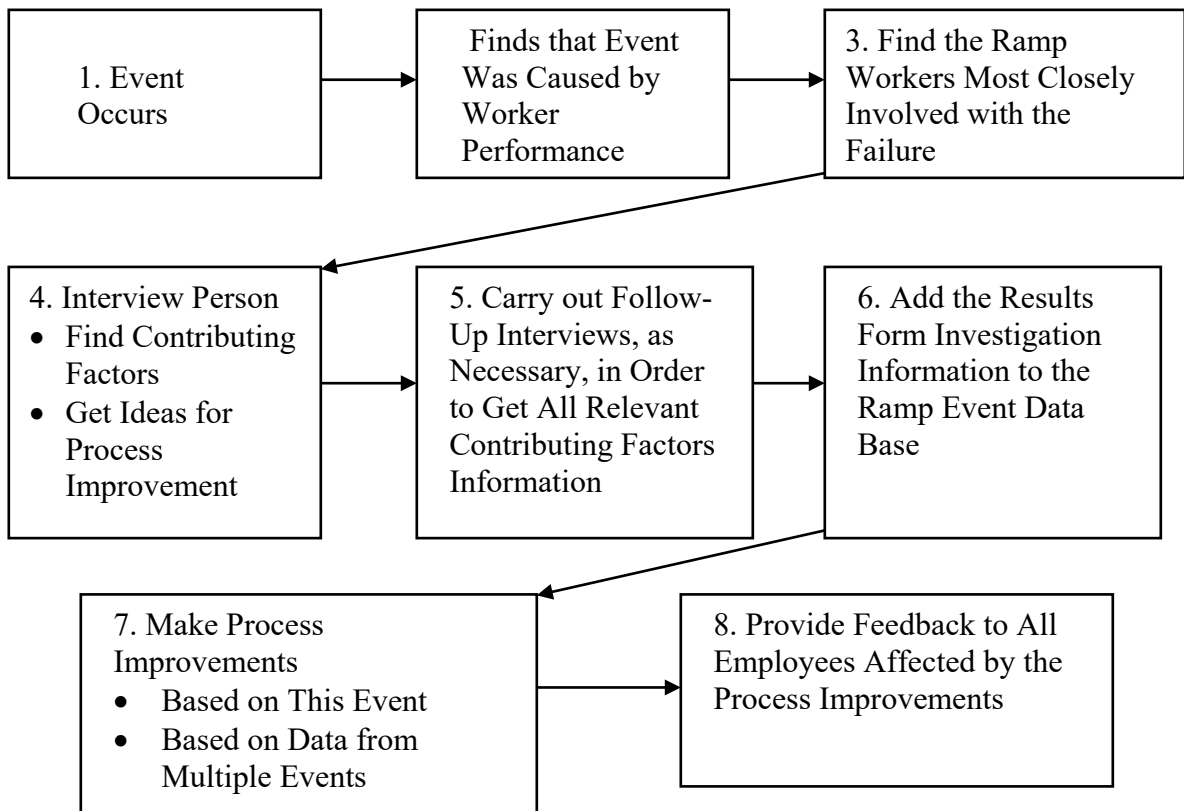 1. Event
Occurs
Finds that Event
Was Caused by
Worker
Performance
3. Find the Ramp
Workers Most Closely
Involved with the
Failure
4. Interview Person
• Find Contributing
Factors
• Get Ideas for
Process
Improvement
5. Carry out Follow-
Up Interviews, as
Necessary, in Order
to Get All Relevant
Contributing Factors
Information
6. Add the Results
Form Investigation
Information to the
Ramp Event Data
Base
7. Make Process
Improvements
• Based on This Event
• Based on Data from
Multiple Events
8. Provide Feedback to All
Employees Affected by the
Process Improvements